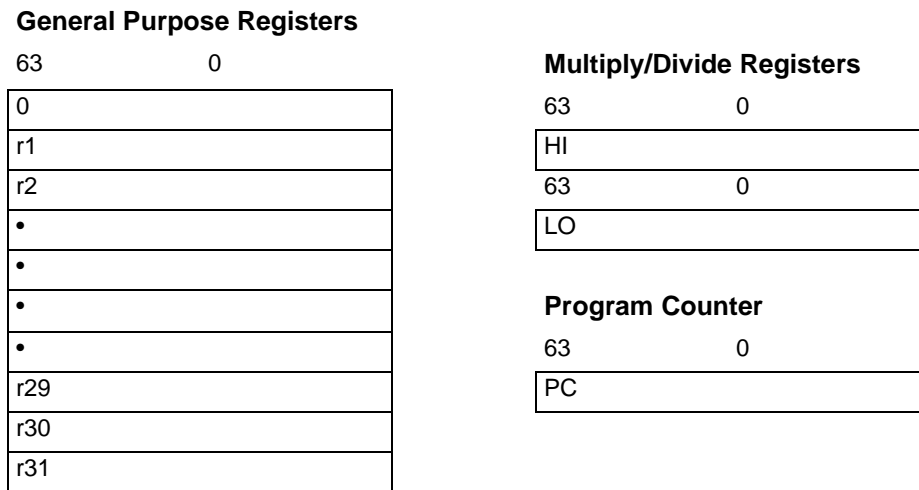 General Purpose Registers
63 0
0
r1
r2
•
•
•
•
r29
r30
r31
Multiply/Divide Registers
63 0
HI
63 0
LO
Program Counter
63 0
PC